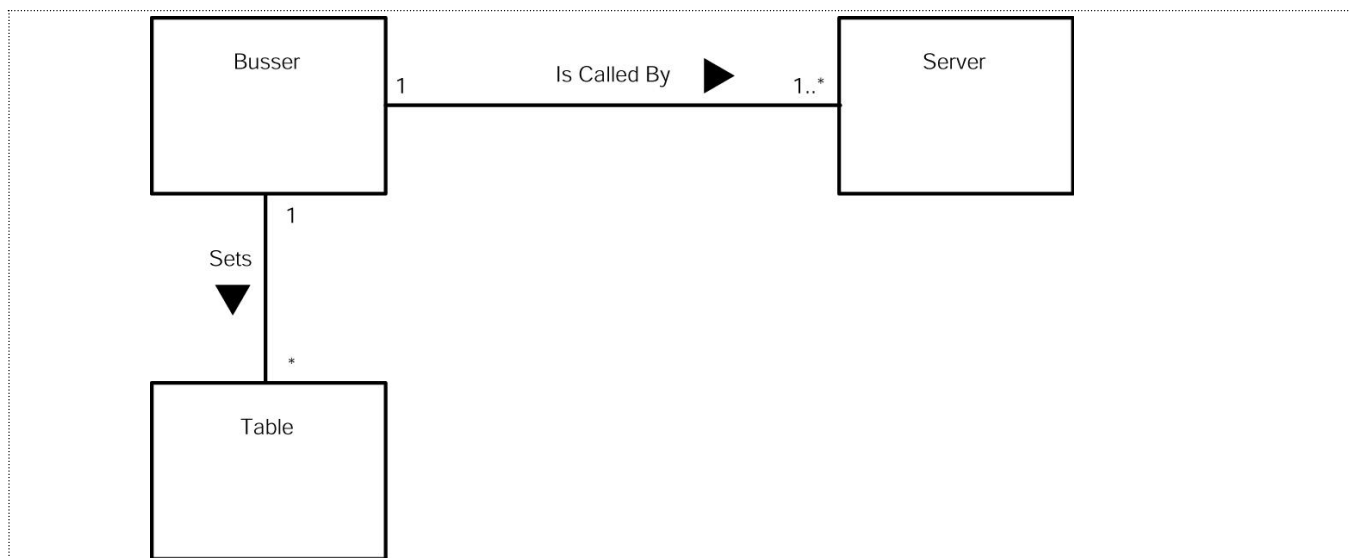 Busser
Server
Is Called By
1
1..*
1
Sets
*
Table